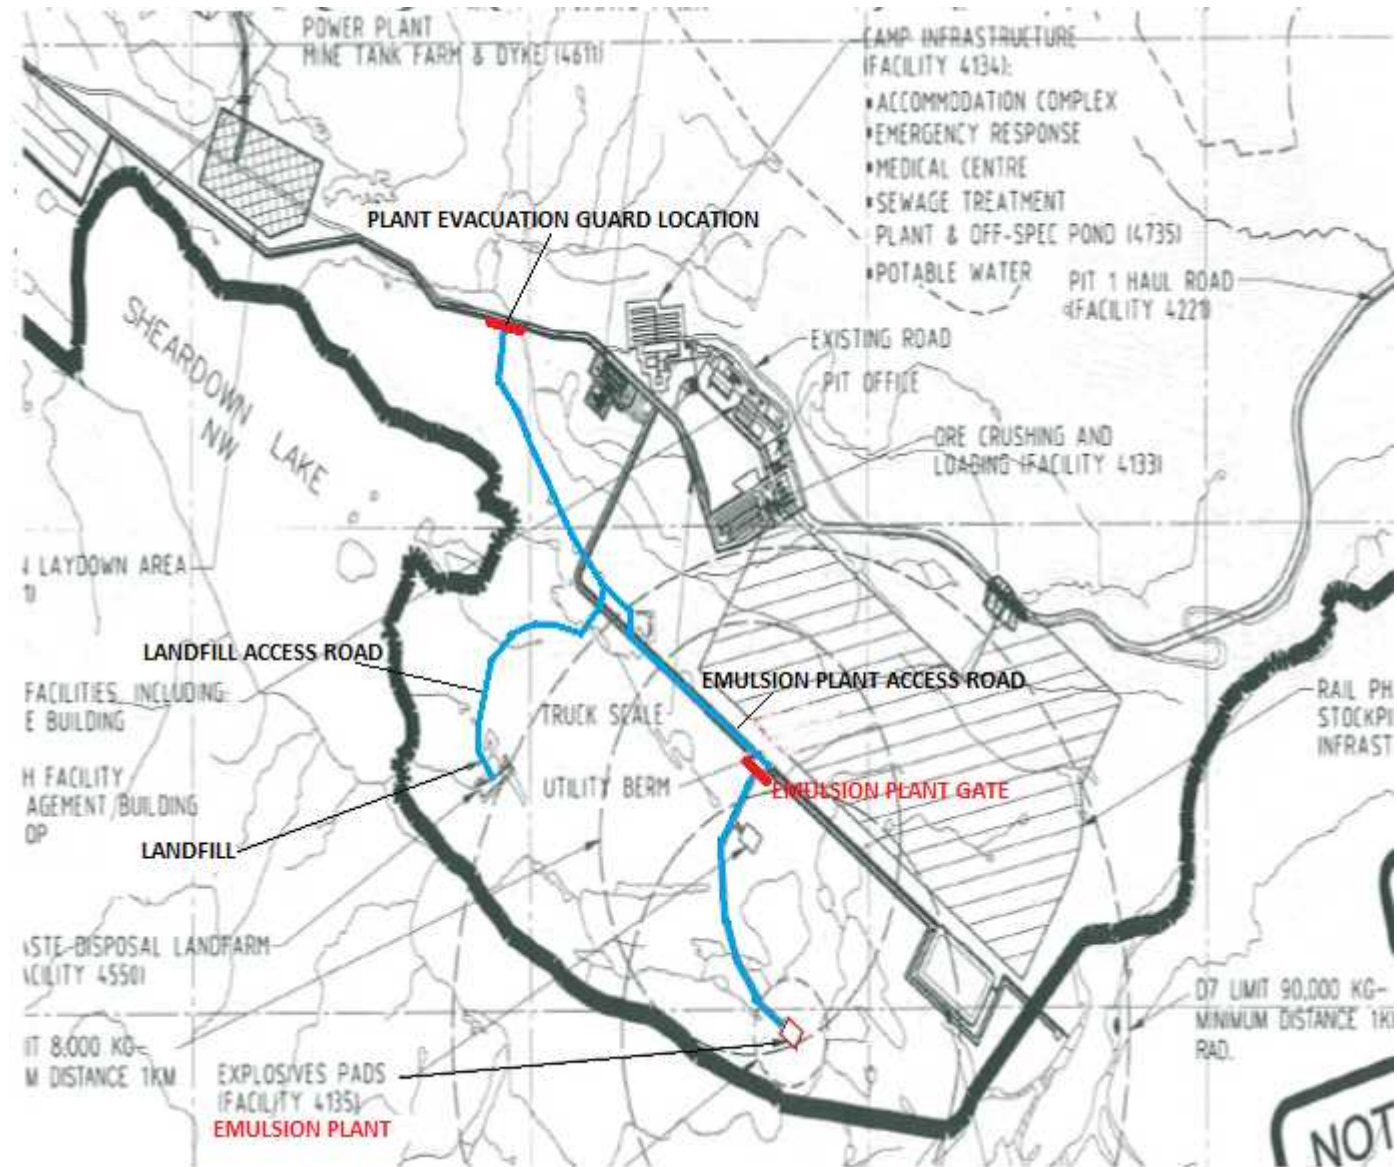 POWER PLANT
MINE TANK FARM & DYKE (4611)
CAMP INFRASTRUCTURE
(FACILITY 4134):
▪ACCOMMODATION COMPLEX
▪EMERGENCY RESPONSE
▪MEDICAL CENTRE
▪SEWAGE TREATMENT
PLANT & OFF-SPEC POND (4735)
▪POTABLE WATER
PIT 1 HAUL ROAD
(FACILITY 4221)
PLANT EVACUATION GUARD LOCATION
SHEARDOWN LAKE
NW
EXISTING ROAD
PIT OFFICE
ORE CRUSHING AND
LOADING (FACILITY 4133)
LAYDOWN AREA
LANDFILL ACCESS ROAD
EMULSION PLANT ACCESS ROAD
FACILITIES, INCLUDING
E BUILDING
TRUCK SCALE
RAIL PH
STOCKPI
INFRAST
H FACILITY
AGEMENT BUILDING
OP
UTILITY BERM
EMULSION PLANT GATE
LANDFILL
ASTE DISPOSAL LANDFARM
ACILITY 4550)
D7 LIMIT 90,000 KG-
MINIMUM DISTANCE 1K
RAD.
IT 8,000 KG-
M DISTANCE 1KM
EXPLOSIVES PADS
(FACILITY 4135)
EMULSION PLANT
NOT